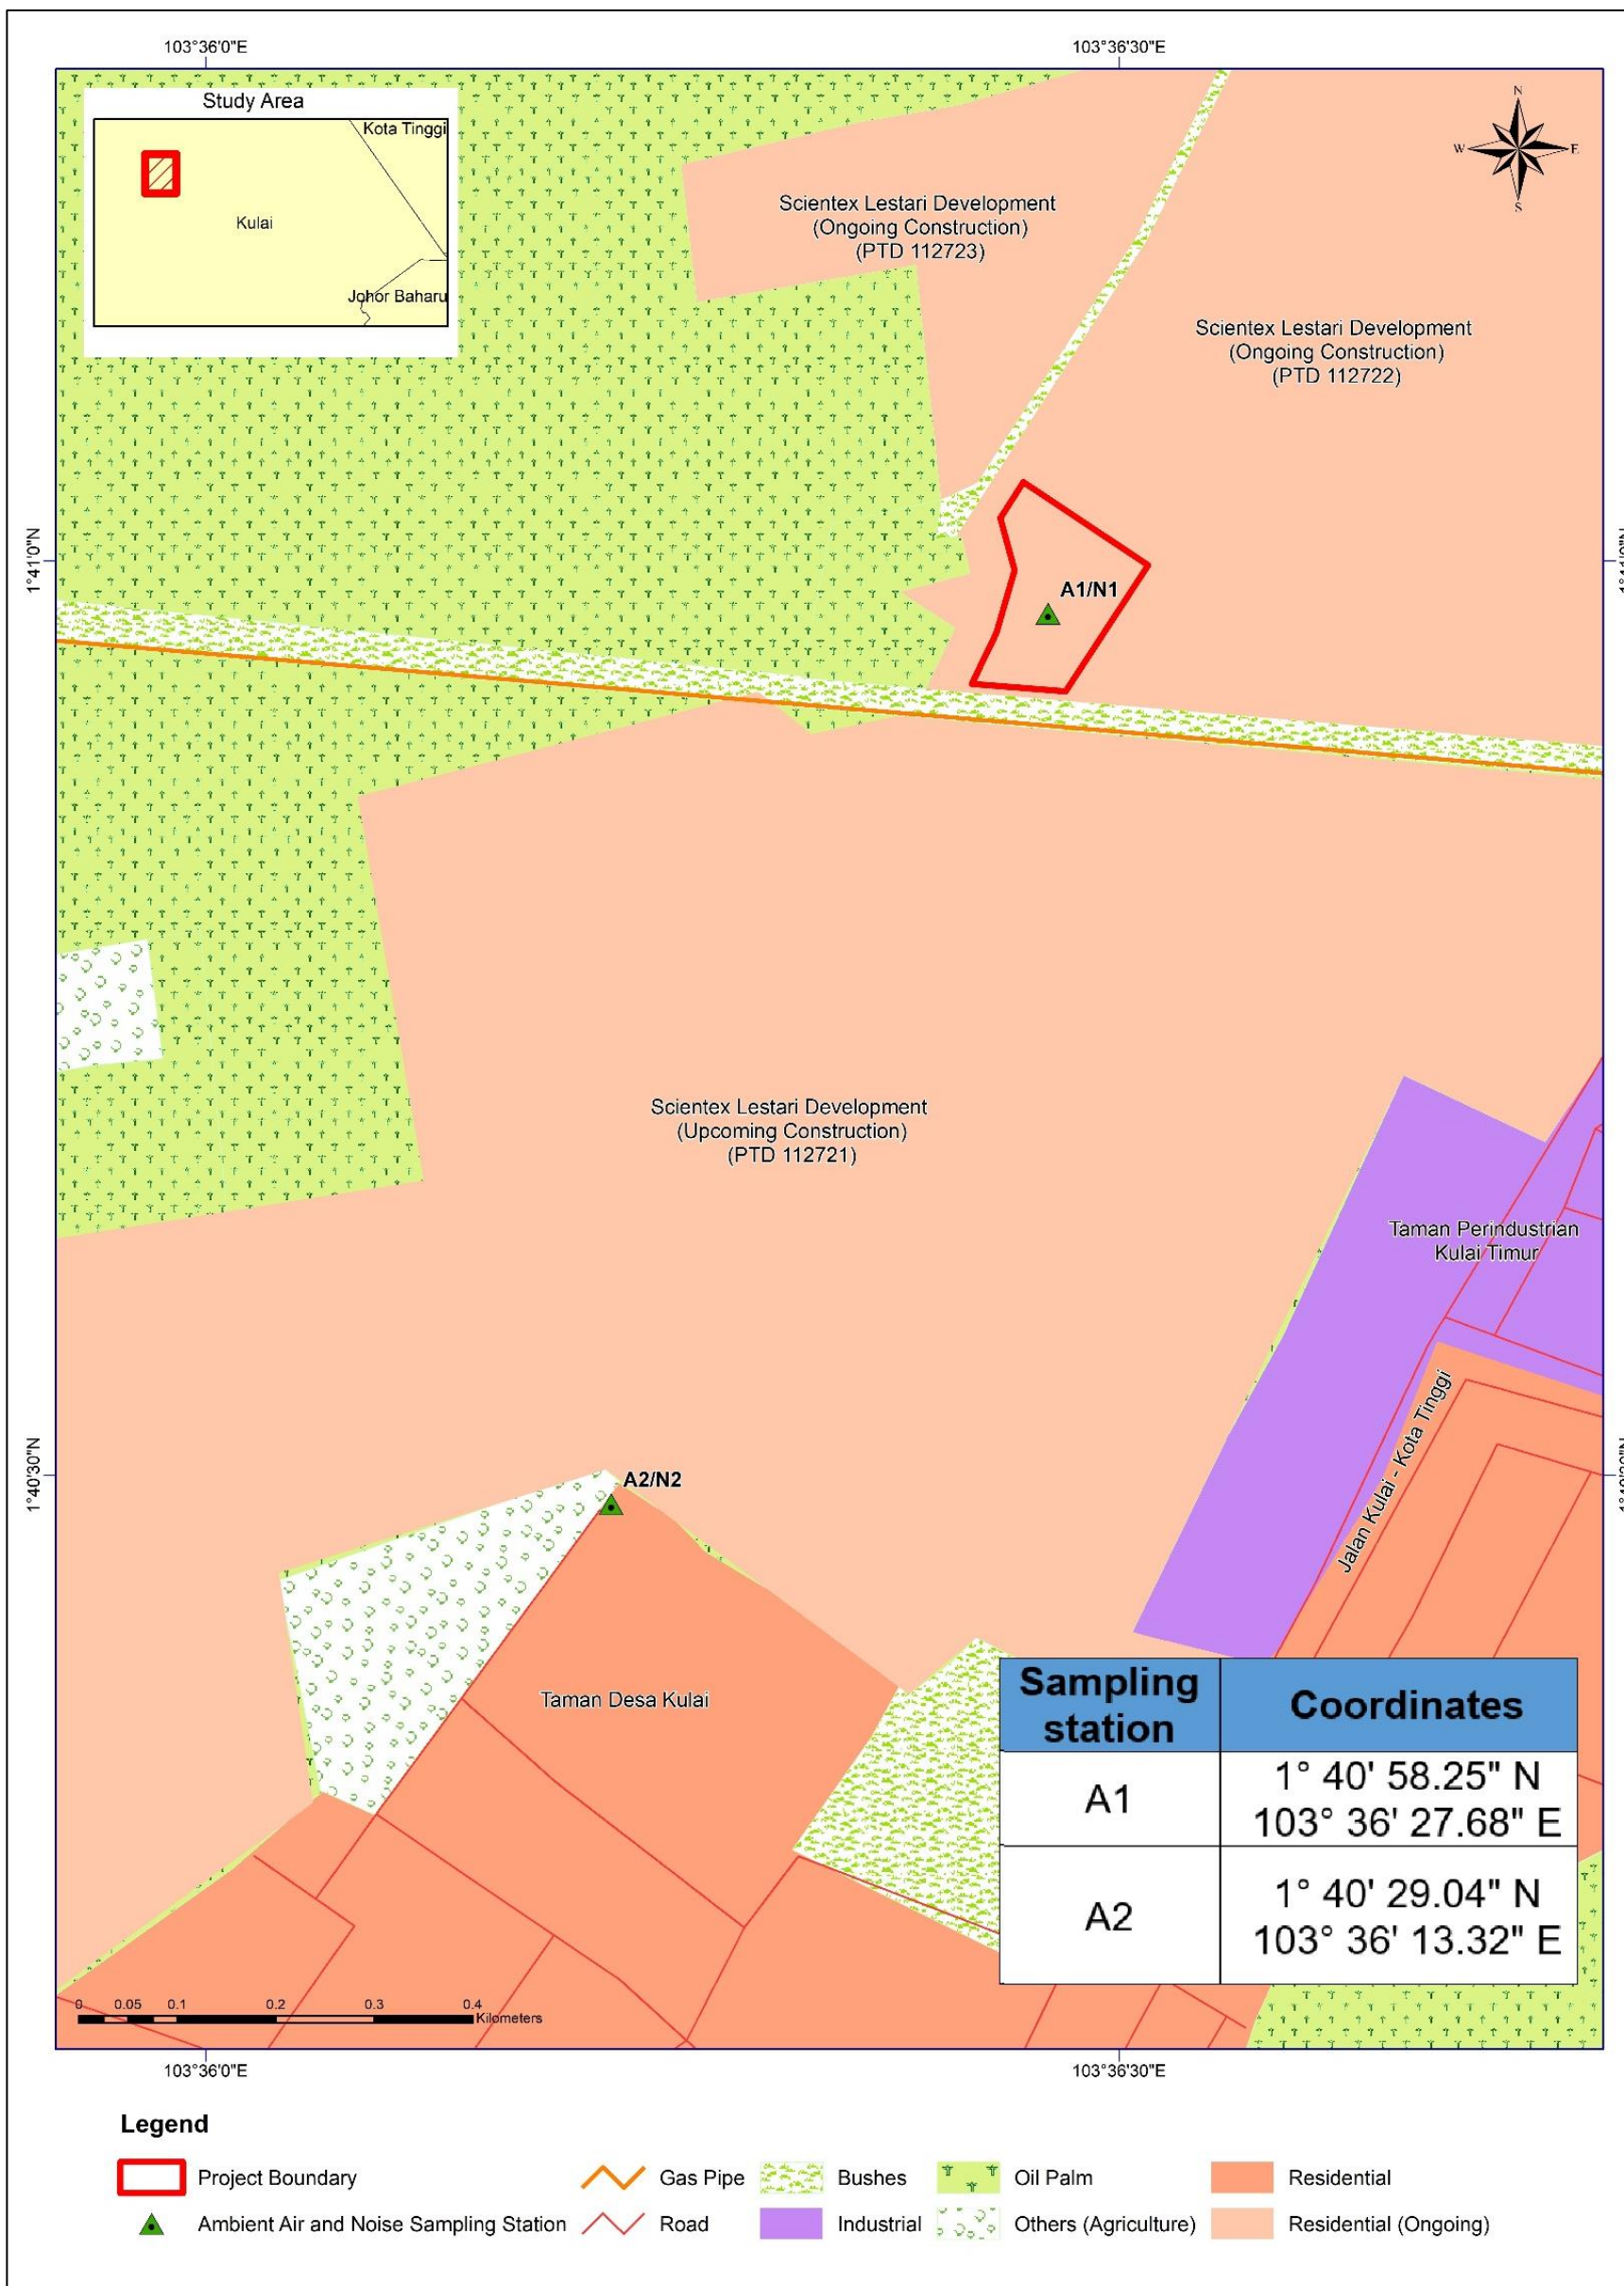 103°36'0"E
103°36'30"E
Study Area
Kota Tinggi
Kulai
Johor Baharu
N
W
E
S
Scientex Lestari Development
(Ongoing Construction)
(PTD 112723)
Scientex Lestari Development
(Ongoing Construction)
(PTD 112722)
1°41'0"N
A1/N1
Scientex Lestari Development
(Upcoming Construction)
(PTD 112721)
Taman Perindustrian
Kulai Timur
Jalan Kulai - Kota Tinggi
1°40'30"N
A2/N2
Taman Desa Kulai
Sampling station
Coordinates
A1
1° 40' 58.25" N
103° 36' 27.68" E
A2
1° 40' 29.04" N
103° 36' 13.32" E
0 0.05 0.1 0.2 0.3 0.4
Kilometers
103°36'0"E
103°36'30"E
Legend
Project Boundary
Gas Pipe
Bushes
Oil Palm
Residential
Ambient Air and Noise Sampling Station
Road
Industrial
Others (Agriculture)
Residential (Ongoing)